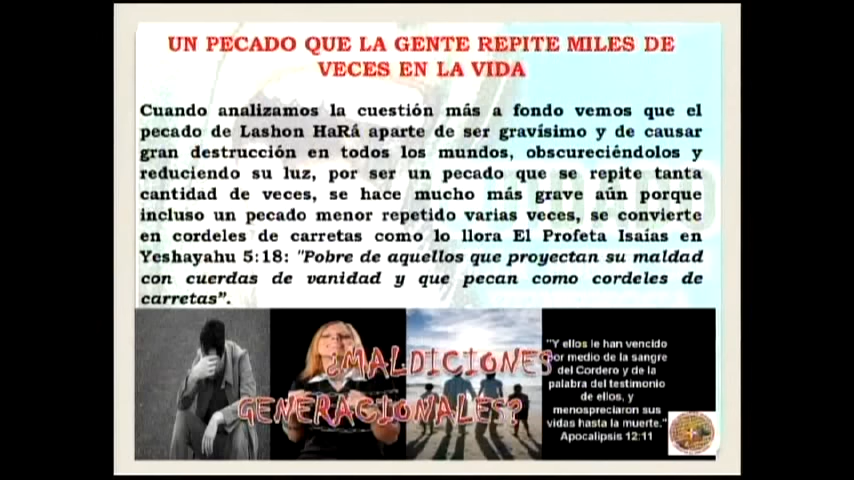 UN PECADO QUE LA GENTE REPITE MILES DE
VECES EN LA VIDA
Cuando analizamos la cuestión más a fondo vemos que el
pecado de Lashon HaRá aparte de ser gravísimo y de causar
gran destrucción en todos los mundos, obscureciéndolos y
reduciendo su luz, por ser un pecado que se repite tanta
cantidad de veces, se hace mucho más grave aún porque
incluso un pecado menor repetido varias veces, se convierte
en cordeles de carretas como lo llora El Profeta Isaías en
Yeshayahu 5:18: "Pobre de aquellos que proyectan su maldad
con cuerdas de vanidad y que pecan como cordeles de
carretas".
¿MALDICIONES
GENERACIONALES?
"Y ellos le han vencido
por medio de la sangre
del Cordero y de la
palabra del testimonio
de ellos, y
menospreciaron sus
vidas hasta la muerte."
Apocalipsis 12:11